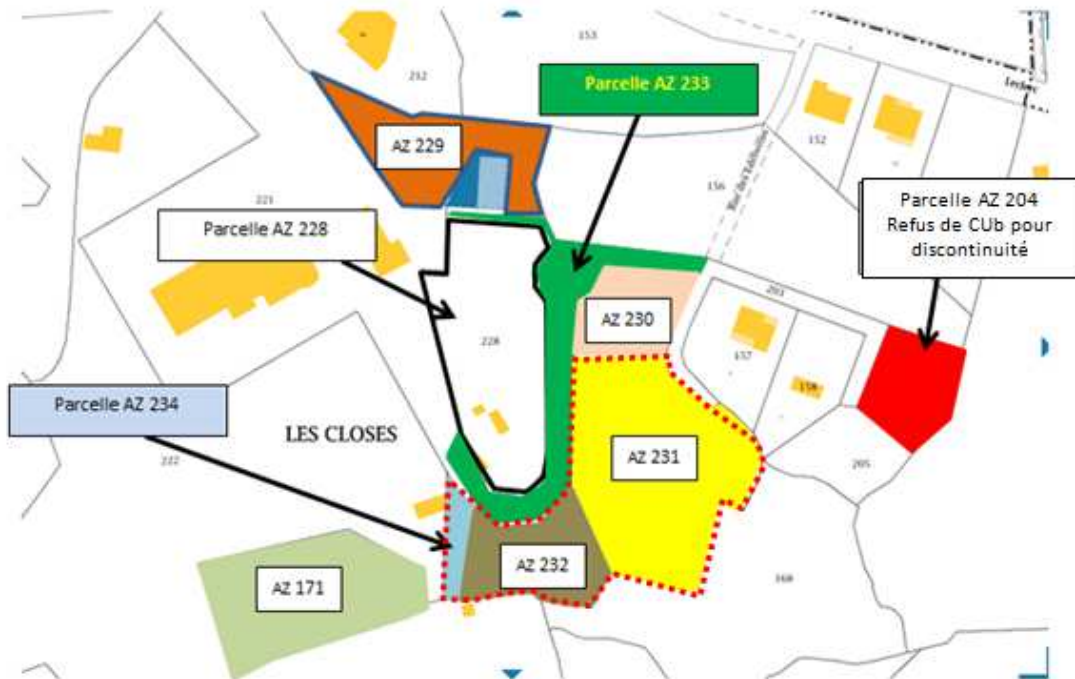 153
232
Parcelle AZ 233
Leclerc
AZ 229
152
156
Parcelle AZ 204
Refus de CUb pour
discontinuité
221
Parcelle AZ 228
203
AZ 230
228
157
158
Parcelle AZ 234
LES CLOSES
AZ 231
222
205
AZ 232
AZ 171
168